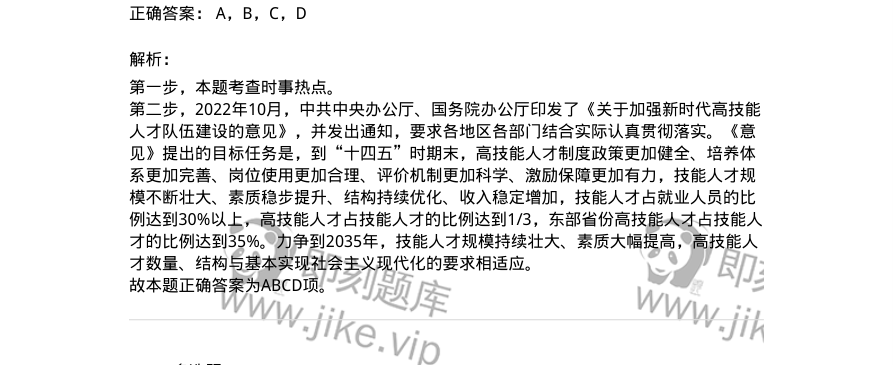 正确答案： A，B，C，D
解析：
第一步，本题考查时事热点。
第二步，2022年10月，中共中央办公厅、国务院办公厅印发了《关于加强新时代高技能
人才队伍建设的意见》，并发出通知，要求各地区各部门结合实际认真贯彻落实。《意
见》提出的目标任务是，到“十四五”时期末，高技能人才制度政策更加健全、培养体
系更加完善、岗位使用更加合理、评价机制更加科学、激励保障更加有力，技能人才规
模不断壮大、素质稳步提升、结构持续优化、收入稳定增加，技能人才占就业人员的比
例达到30%以上，高技能人才占技能人才的比例达到1/3，东部省份高技能人才占技能人
才的比例达到35%。力争到2035年，技能人才规模持续壮大、素质大幅提高，高技能人
才数量、结构与基本实现社会主义现代化的要求相适应。
故本题正确答案为ABCD项。
即刻题库
www.jike.vip
即刻
www.jik